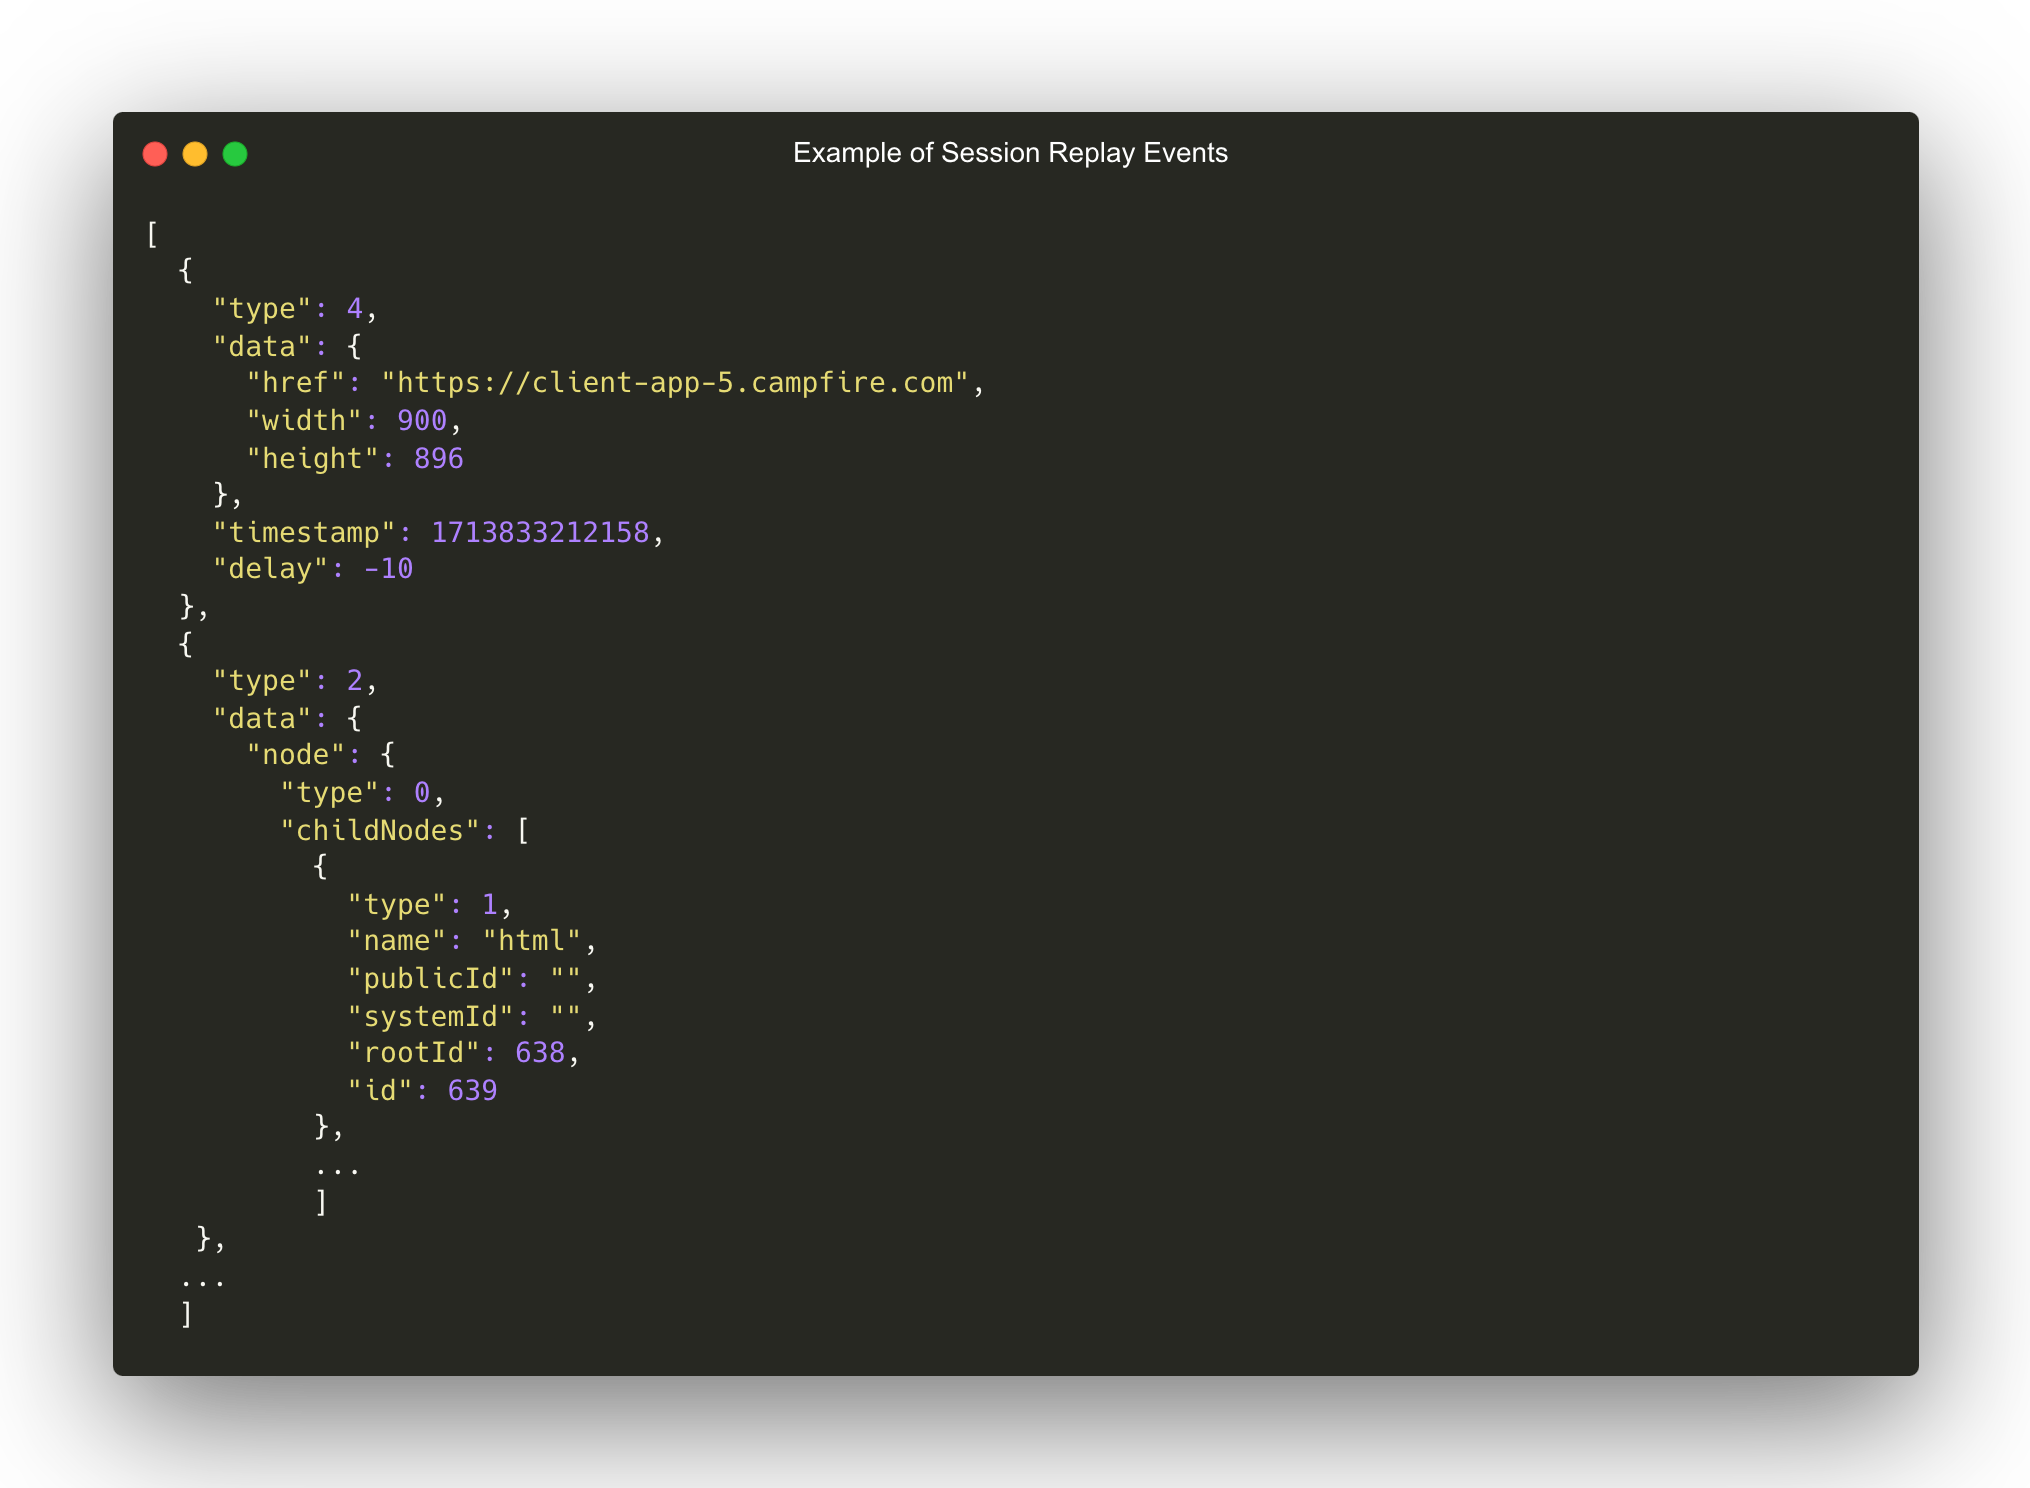 Example of Session Replay Events
[
  {
    "type": 4,
    "data": {
      "href": "https://client-app-5.campfire.com",
      "width": 900,
      "height": 896
    },
    "timestamp": 1713833212158,
    "delay": -10
  },
  {
    "type": 2,
    "data": {
      "node": {
        "type": 0,
        "childNodes": [
          {
            "type": 1,
            "name": "html",
            "publicId": "",
            "systemId": "",
            "rootId": 638,
            "id": 639
          },
          ...
          ]
   },
  ...
  ]